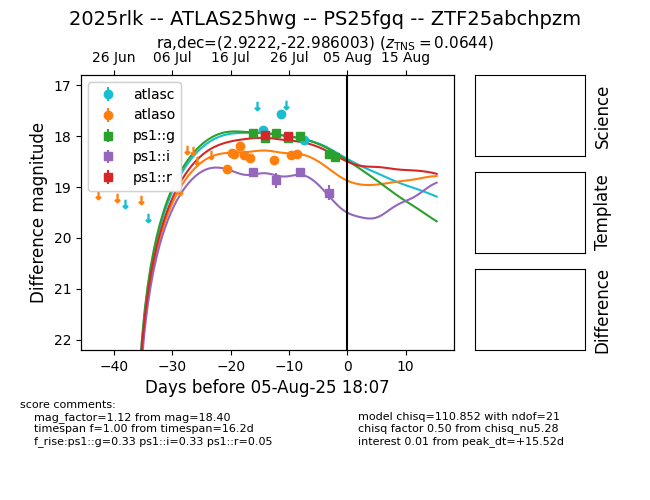 2025rlk -- ATLAS25hwg -- PS25fgq -- ZTF25abchpzm
ra,dec=(2.9222,-22.986003) (z_TNS = 0.0644)
26 Jun 06 Jul 16 Jul 26 Jul 05 Aug 15 Aug
atlasc
atlaso
ps1::g
ps1::i
ps1::r
17
18
19
20
21
22
Difference magnitude
−40 −30 −20 −10 0 10
Days before 05-Aug-25 18:07
Science
Template
Difference
score comments:
mag_factor=1.12 from mag=18.40
timespan f=1.00 from timespan=16.2d
f_rise:ps1::g=0.33 ps1::i=0.33 ps1::r=0.05
model chisq=110.852 with ndof=21
chisq factor 0.50 from chisq_nu5.28
interest 0.01 from peak_dt=+15.52d